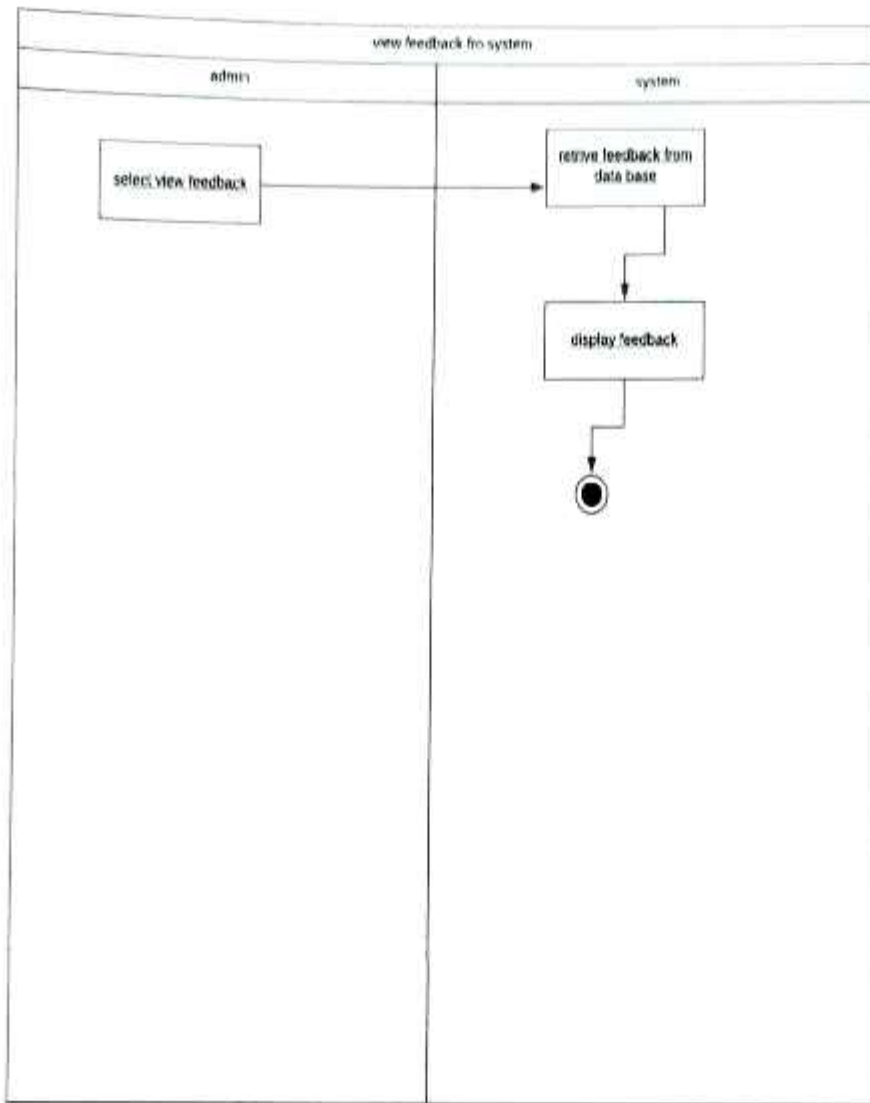 view feedback fro system
admin
system
select view feedback
retrive feedback from
data base
display feedback